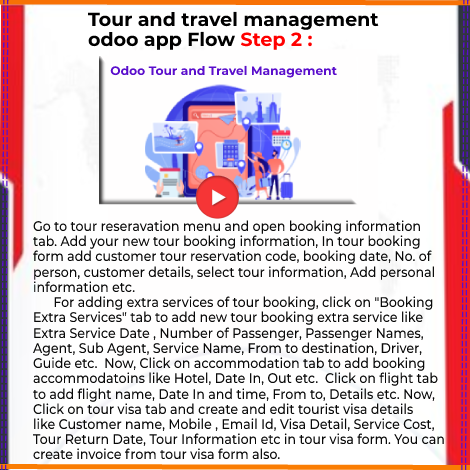 Tour and travel management
odoo app Flow Step 2 :
Odoo Tour and Travel Management
Go to tour reseravation menu and open booking information
tab. Add your new tour booking information, In tour booking
form add customer tour reservation code, booking date, No. of
person, customer details, select tour information, Add personal
information etc.
For adding extra services of tour booking, click on "Booking
Extra Services" tab to add new tour booking extra service like
Extra Service Date , Number of Passenger, Passenger Names,
Agent, Sub Agent, Service Name, From to destination, Driver,
Guide etc. Now, Click on accommodation tab to add booking
accommodatoins like Hotel, Date In, Out etc. Click on flight tab
to add flight name, Date In and time, From to, Details etc. Now,
Click on tour visa tab and create and edit tourist visa details
like Customer name, Mobile , Email Id, Visa Detail, Service Cost,
Tour Return Date, Tour Information etc in tour visa form. You can
create invoice from tour visa form also.